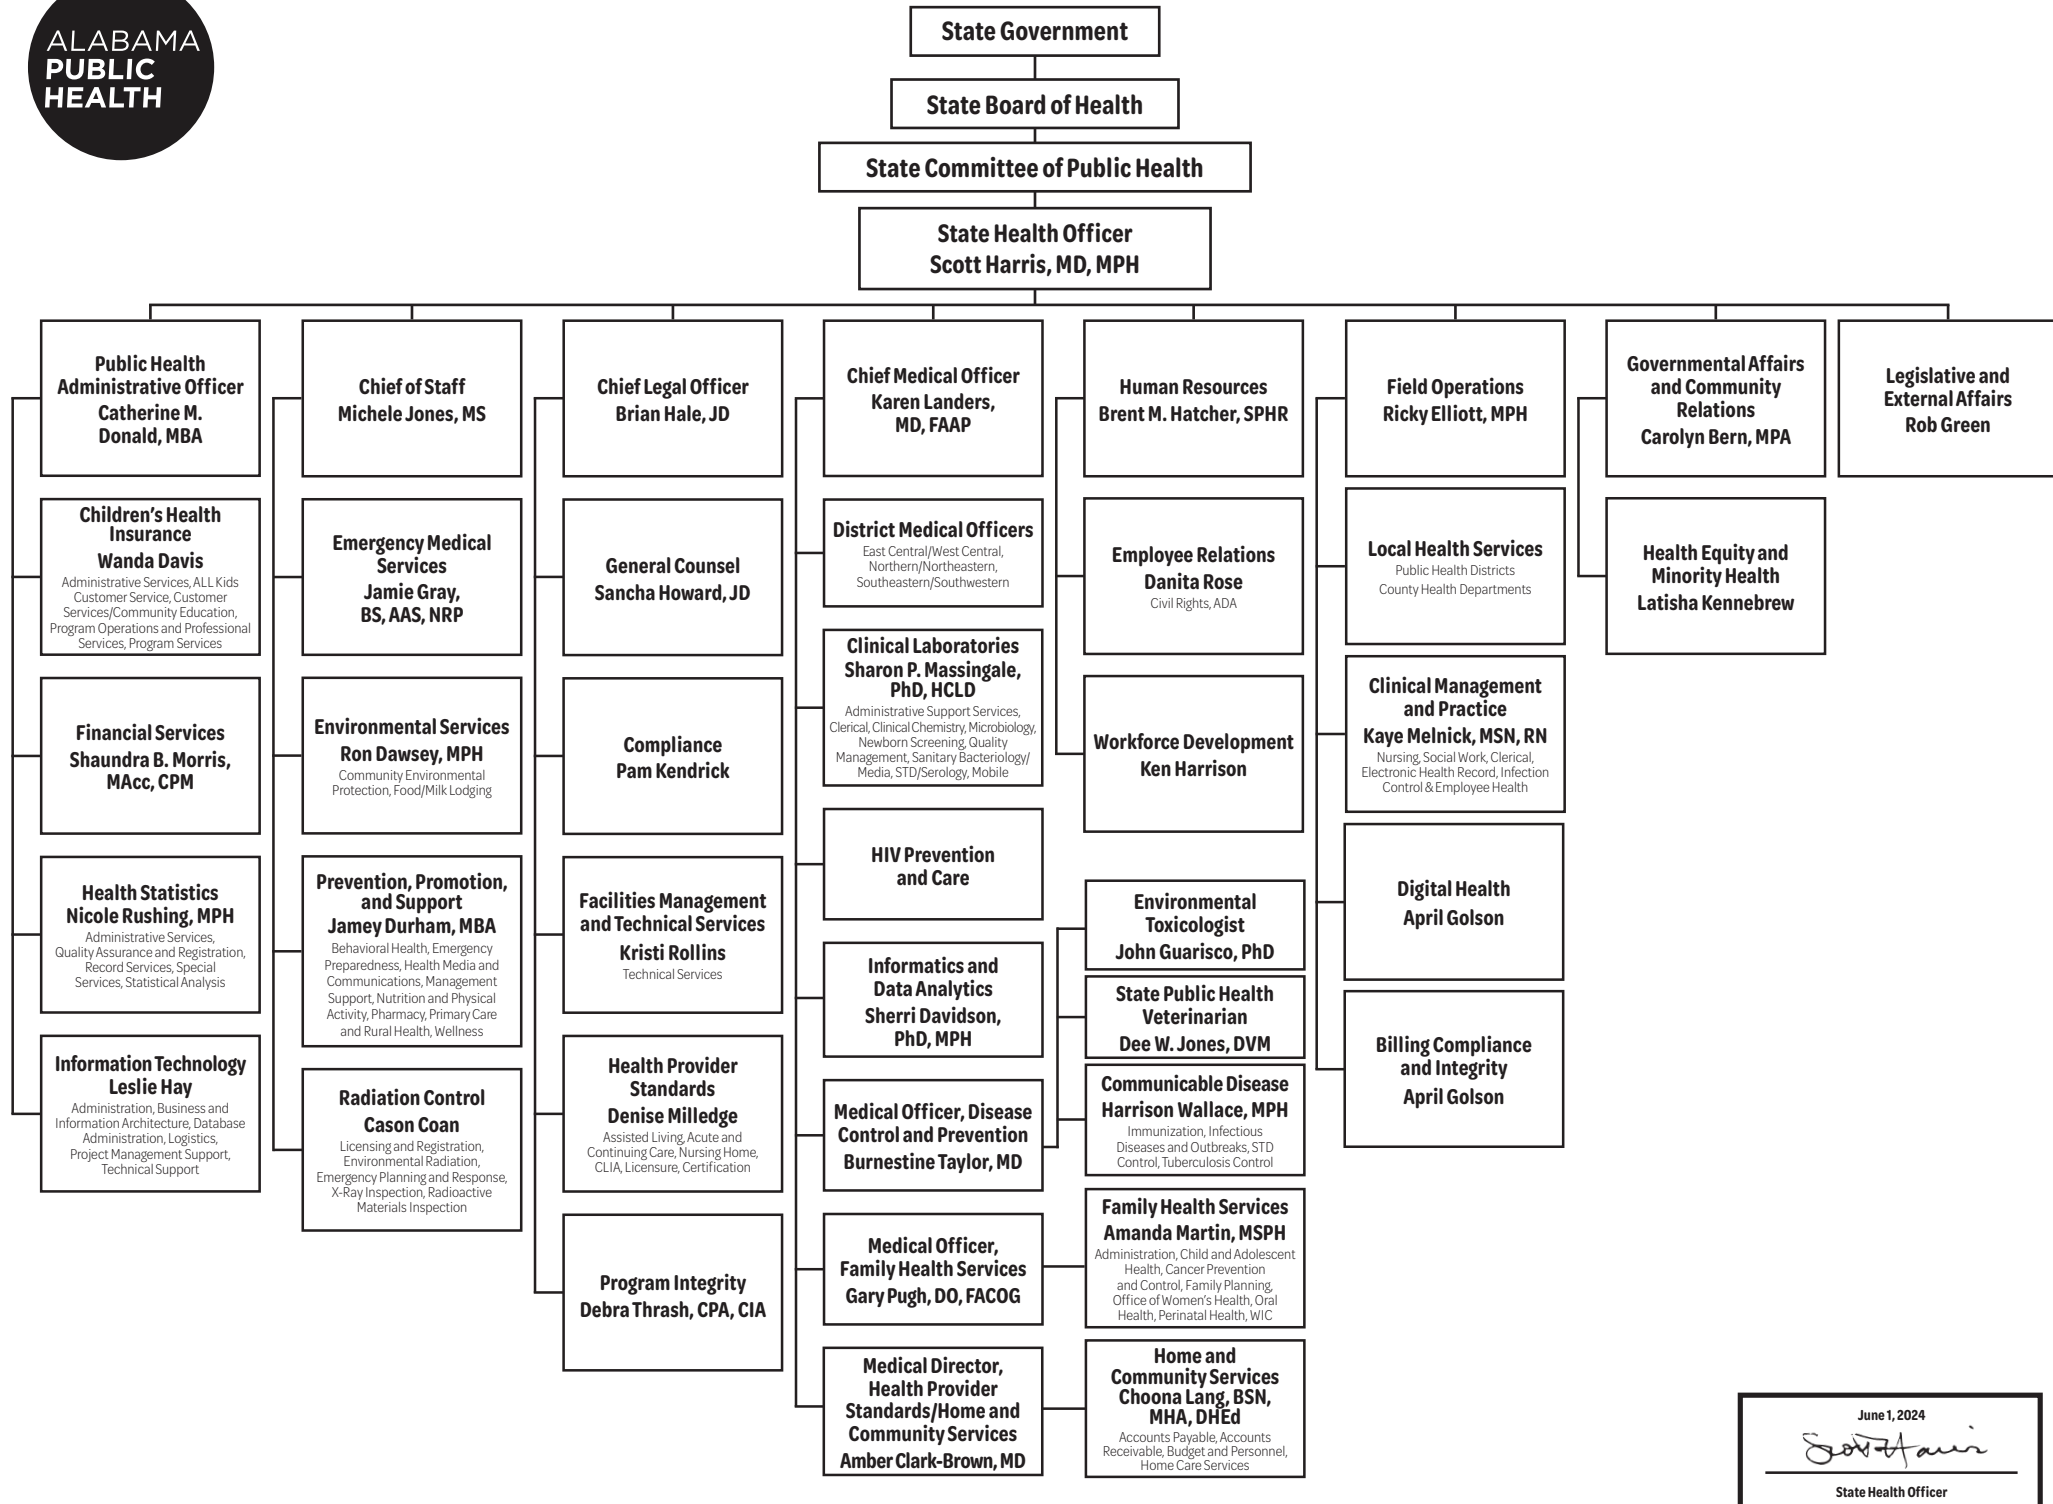 ALABAMA
PUBLIC
HEALTH
State Government
State Board of Health
State Committee of Public Health
State Health Officer
Scott Harris, MD, MPH
Public Health
Administrative Officer
Catherine M.
Donald, MBA
Children's Health
Insurance
Wanda Davis
Administrative Services, ALL Kids
Customer Service, Customer
Services/Community Education,
Program Operations and Professional
Services, Program Services
Financial Services
Shaundra B. Morris,
MAcc, CPM
Health Statistics
Nicole Rushing, MPH
Administrative Services,
Quality Assurance and Registration,
Record Services, Special
Services, Statistical Analysis
Information Technology
Leslie Hay
Administration, Business and
Information Architecture, Database
Administration, Logistics,
Project Management Support,
Technical Support
Chief of Staff
Michele Jones, MS
Emergency Medical
Services
Jamie Gray,
BS, AAS, NRP
Environmental Services
Ron Dawsey, MPH
Community Environmental
Protection, Food/Milk Lodging
Prevention, Promotion,
and Support
Jamey Durham, MBA
Behavioral Health, Emergency
Preparedness, Health Media and
Communications, Management
Support, Nutrition and Physical
Activity, Pharmacy, Primary Care
and Rural Health, Wellness
Radiation Control
Cason Coan
Licensing and Registration,
Environmental Radiation,
Emergency Planning and Response,
X-Ray Inspection, Radioactive
Materials Inspection
Chief Legal Officer
Brian Hale, JD
General Counsel
Sancha Howard, JD
Compliance
Pam Kendrick
Facilities Management
and Technical Services
Kristi Rollins
Technical Services
Health Provider
Standards
Denise Milledge
Assisted Living, Acute and
Continuing Care, Nursing Home,
CLIA, Licensure, Certification
Program Integrity
Debra Thrash, CPA, CIA
Chief Medical Officer
Karen Landers,
MD, FAAP
District Medical Officers
East Central/West Central,
Northern/Northeastern,
Southeastern/Southwestern
Clinical Laboratories
Sharon P. Massingale,
PhD, HCLD
Administrative Support Services,
Clerical, Clinical Chemistry, Microbiology,
Newborn Screening, Quality
Management, Sanitary Bacteriology/
Media, STD/Serology, Mobile
HIV Prevention
and Care
Informatics and
Data Analytics
Sherri Davidson,
PhD, MPH
Medical Officer, Disease
Control and Prevention
Burnestine Taylor, MD
Medical Officer,
Family Health Services
Gary Pugh, DO, FACOG
Medical Director,
Health Provider
Standards/Home and
Community Services
Amber Clark-Brown, MD
Human Resources
Brent M. Hatcher, SPHR
Employee Relations
Danita Rose
Civil Rights, ADA
Workforce Development
Ken Harrison
Environmental
Toxicologist
John Guarisco, PhD
State Public Health
Veterinarian
Dee W. Jones, DVM
Communicable Disease
Harrison Wallace, MPH
Immunization, Infectious
Diseases and Outbreaks, STD
Control, Tuberculosis Control
Family Health Services
Amanda Martin, MSPH
Administration, Child and Adolescent
Health, Cancer Prevention
and Control, Family Planning,
Office of Women's Health, Oral
Health, Perinatal Health, WIC
Home and
Community Services
Choona Lang, BSN,
MHA, DHEd
Accounts Payable, Accounts
Receivable, Budget and Personnel,
Home Care Services
Field Operations
Ricky Elliott, MPH
Local Health Services
Public Health Districts
County Health Departments
Clinical Management
and Practice
Kaye Melnick, MSN, RN
Nursing, Social Work, Clerical,
Electronic Health Record, Infection
Control & Employee Health
Digital Health
April Golson
Billing Compliance
and Integrity
April Golson
Governmental Affairs
and Community
Relations
Carolyn Bern, MPA
Health Equity and
Minority Health
Latisha Kennebrew
Legislative and
External Affairs
Rob Green
June 1, 2024
Scott Harris
State Health Officer